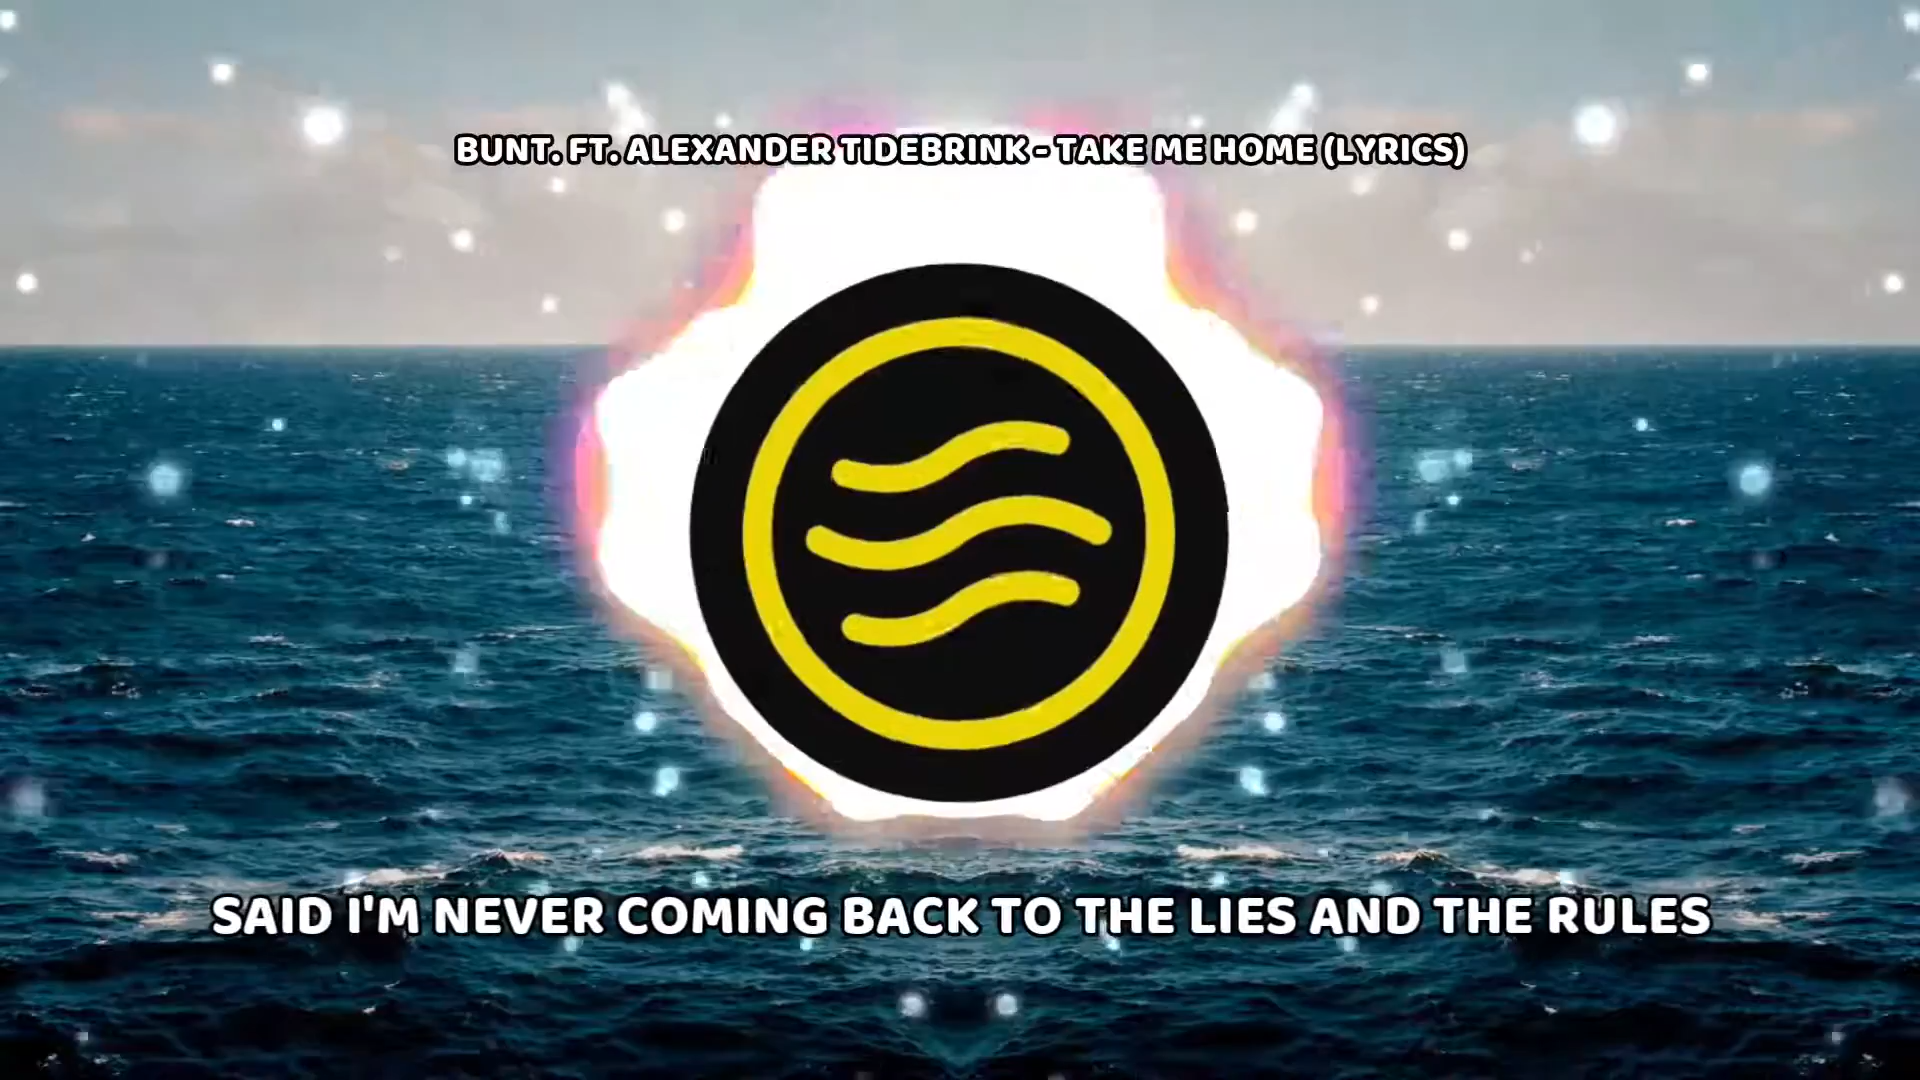 BUNT. FT. ALEXANDER TIDEBRINK - TAKE ME HOME (LYRICS)
SAID I'M NEVER COMING BACK TO THE LIES AND THE RULES